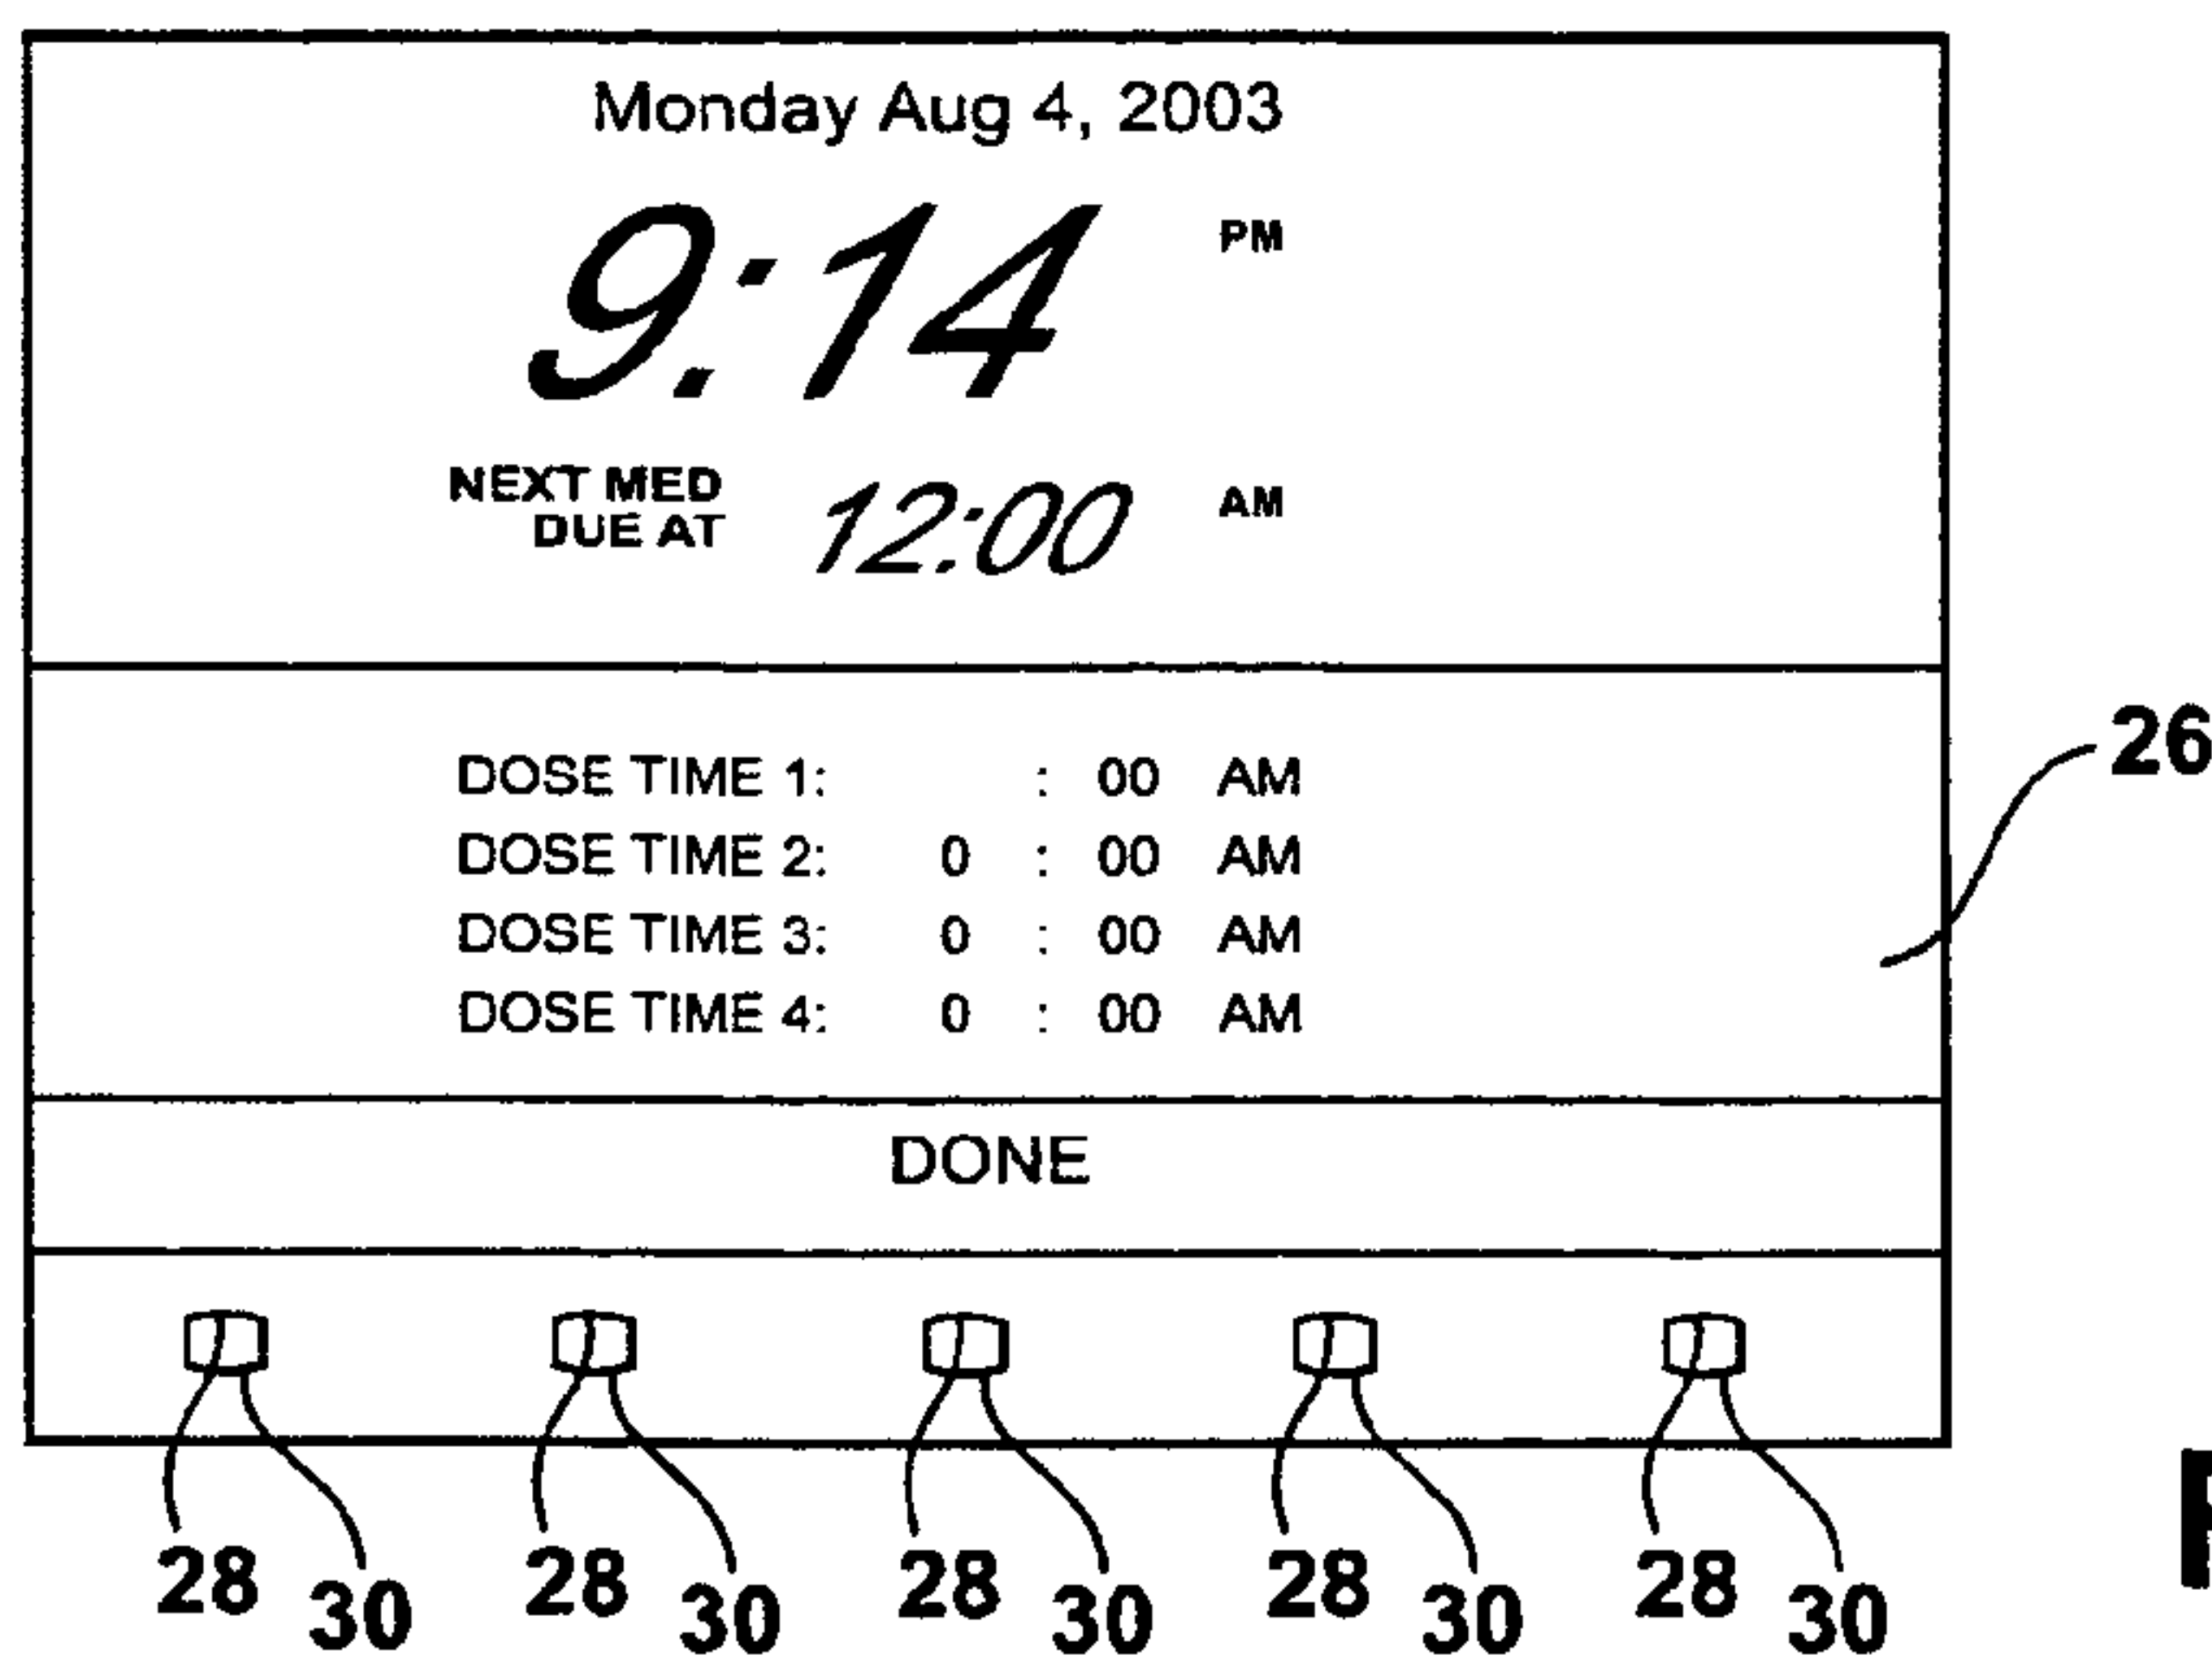 Monday Aug 4, 2003
9:14 PM
NEXT MED
DUE AT 12:00 AM
26
DOSE TIME 1: : 00 AM
DOSE TIME 2: 0 : 00 AM
DOSE TIME 3: 0 : 00 AM
DOSE TIME 4: 0 : 00 AM
DONE
28 30 28 30 28 30 28 30 28 30